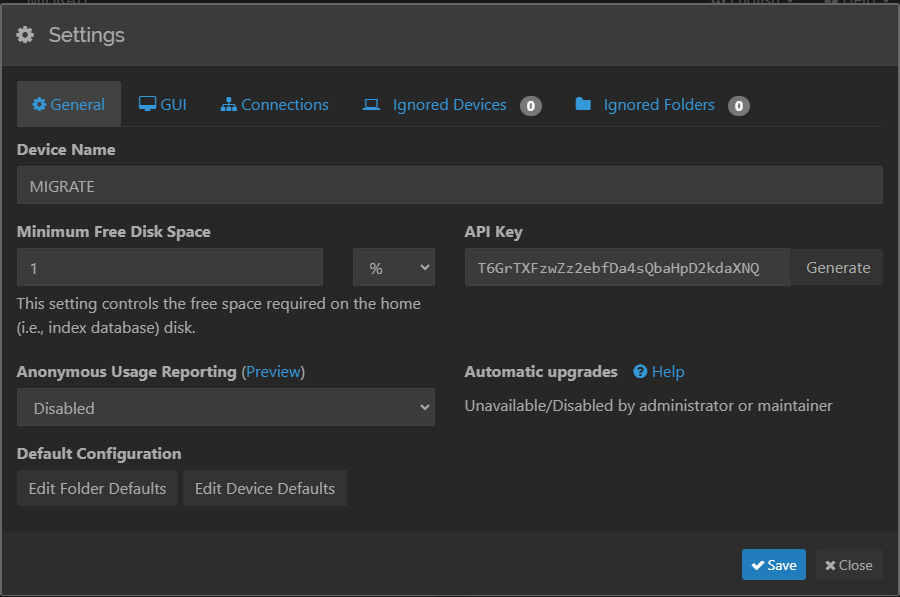 Settings
General GUI Connections Ignored Devices 0 Ignored Folders 0
Device Name
MIGRATE
Minimum Free Disk Space API Key
1 % T6GrTXFzwZz2ebfDa4sQbaHpD2kdaXNQ Generate
This setting controls the free space required on the home
(i.e., index database) disk.
Anonymous Usage Reporting (Preview) Automatic upgrades Help
Disabled Unavailable/Disabled by administrator or maintainer
Default Configuration
Edit Folder Defaults Edit Device Defaults
Save Close